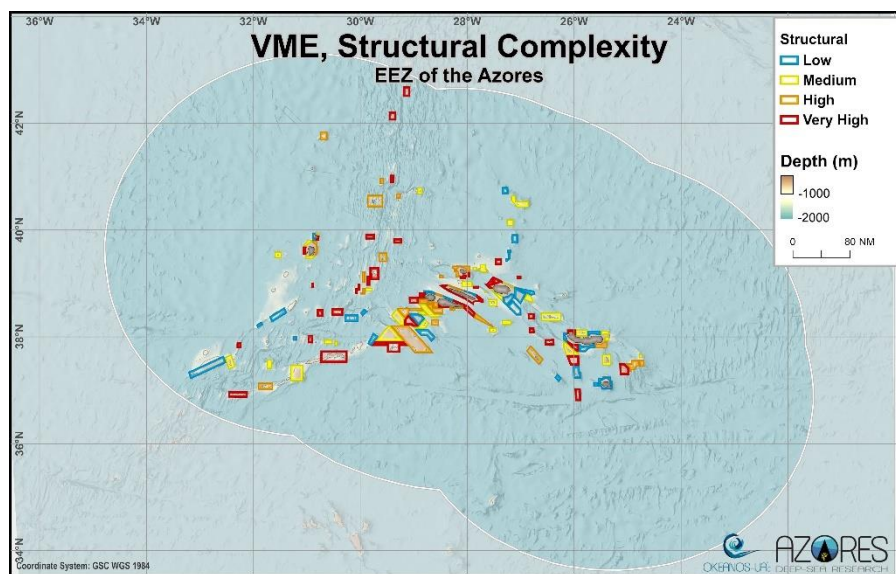 36°W
34°W
32°W
30°W
28°W
26°W
24°W
VME, Structural Complexity
EEZ of the Azores
Structural
Low
Medium
High
Very High
Depth (m)
-1000
-2000
0 80 NM
42°N
40°N
38°N
36°N
34°N
Coordinate System: GSC WGS 1984
OKEANOS-UAc
AZORES
DEEP-SEA RESEARCH